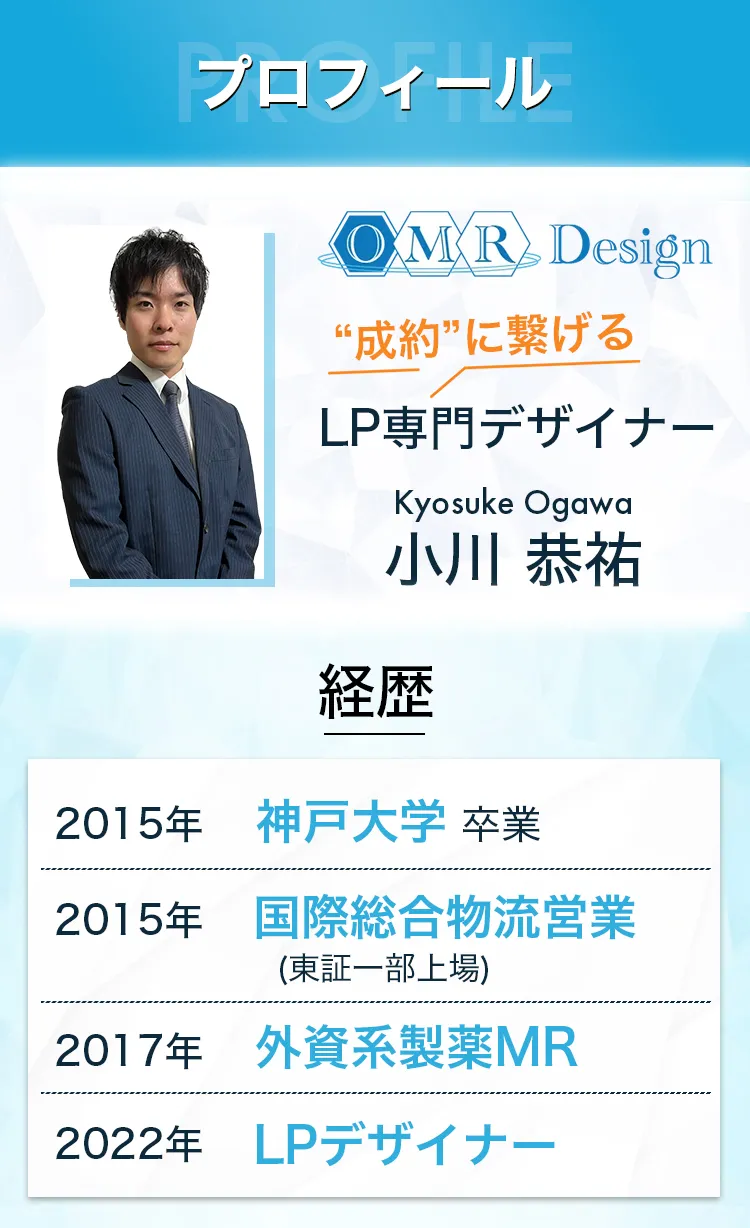 PROFILE
プロフィール
OMR Design
“成約”に繋げる
LP専門デザイナー
Kyosuke Ogawa
小川 恭祐
経歴
2015年 神戸大学 卒業
2015年 国際総合物流営業
(東証一部上場)
2017年 外資系製薬MR
2022年 LPデザイナー